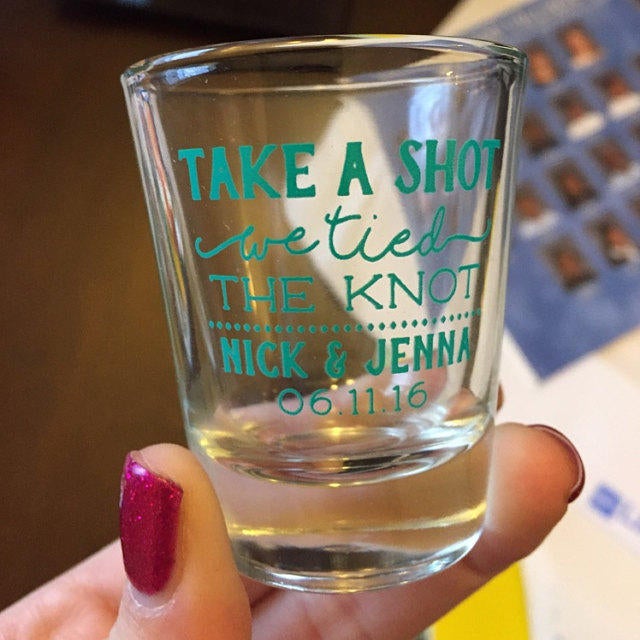 TAKE A SHOT
we tied
THE KNOT
NICK & JENNA
06.11.16